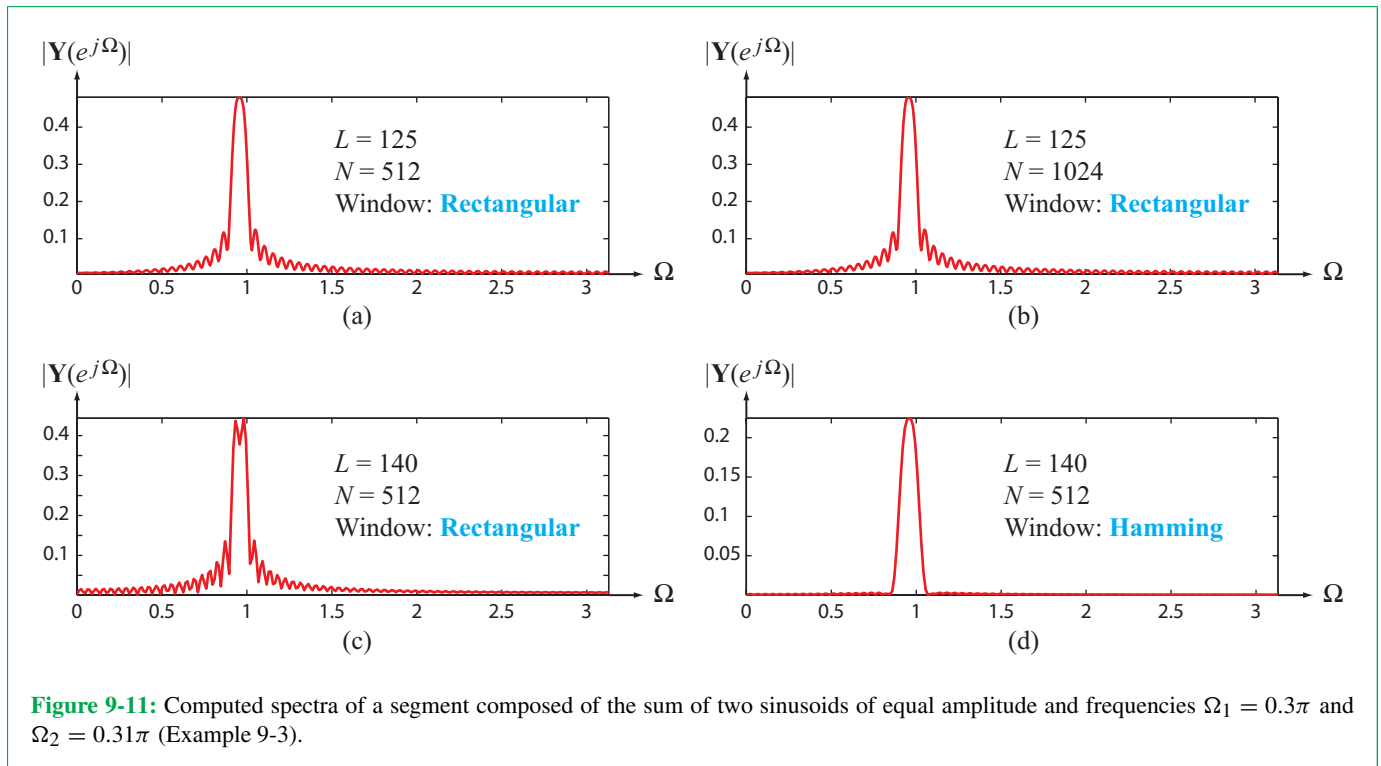 |Y(e^{jΩ})|
0.4
0.3
0.2
0.1
0 0.5 1 1.5 2 2.5 3
Ω
L = 125
N = 512
Window: Rectangular
(a)
|Y(e^{jΩ})|
0.4
0.3
0.2
0.1
0 0.5 1 1.5 2 2.5 3
Ω
L = 125
N = 1024
Window: Rectangular
(b)
|Y(e^{jΩ})|
0.4
0.3
0.2
0.1
0 0.5 1 1.5 2 2.5 3
Ω
L = 140
N = 512
Window: Rectangular
(c)
|Y(e^{jΩ})|
0.2
0.15
0.1
0.05
0 0.5 1 1.5 2 2.5 3
Ω
L = 140
N = 512
Window: Hamming
(d)
Figure 9-11: Computed spectra of a segment composed of the sum of two sinusoids of equal amplitude and frequencies Ω₁ = 0.3π and
Ω₂ = 0.31π (Example 9-3).